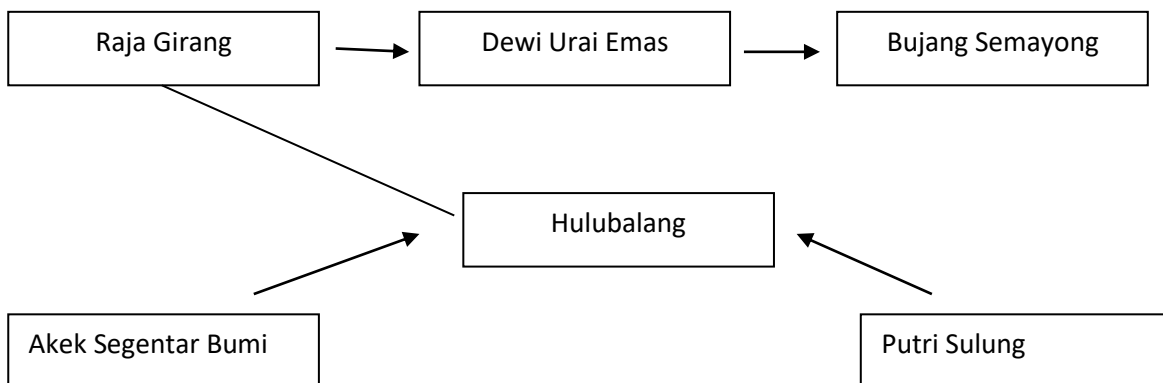 Raja Girang
Dewi Urai Emas
Bujang Semayong
Hulubalang
Akek Segentar Bumi
Putri Sulung